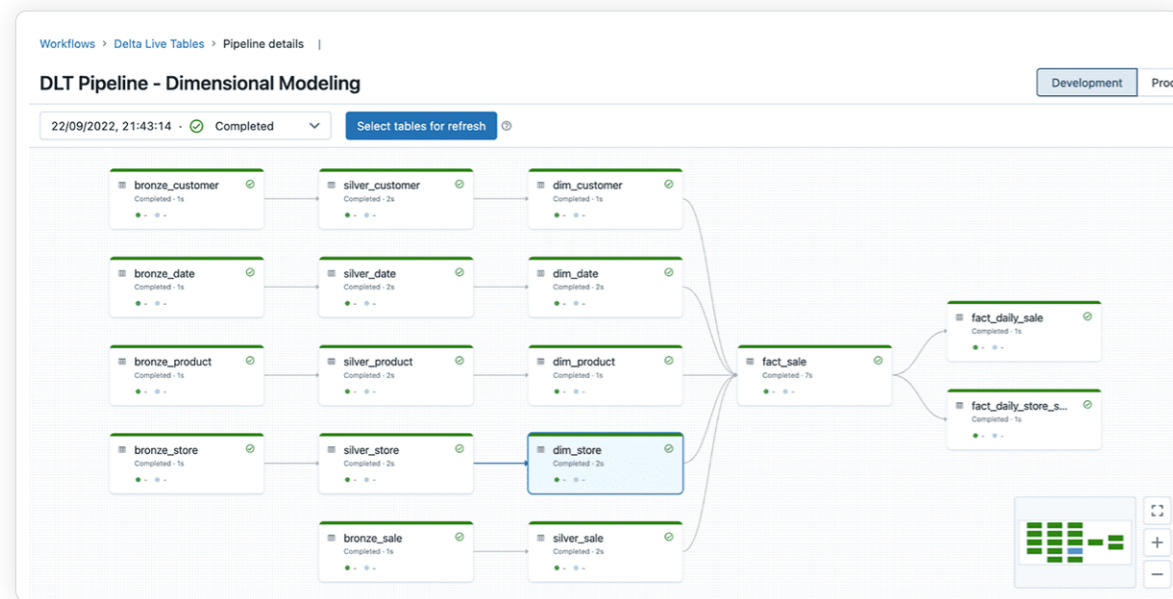 Workflows > Delta Live Tables > Pipeline details |
DLT Pipeline - Dimensional Modeling
Development
22/09/2022, 21:43:14 · Completed
Select tables for refresh
bronze_customer
Completed · 1s
silver_customer
Completed · 2s
dim_customer
Completed · 1s
bronze_date
Completed · 1s
silver_date
Completed · 2s
dim_date
Completed · 2s
fact_daily_sale
Completed · 1s
bronze_product
Completed · 1s
silver_product
Completed · 2s
dim_product
Completed · 1s
fact_sale
Completed · 7s
fact_daily_store_s...
Completed · 1s
bronze_store
Completed · 1s
silver_store
Completed · 2s
dim_store
Completed · 2s
bronze_sale
Completed · 1s
silver_sale
Completed · 2s